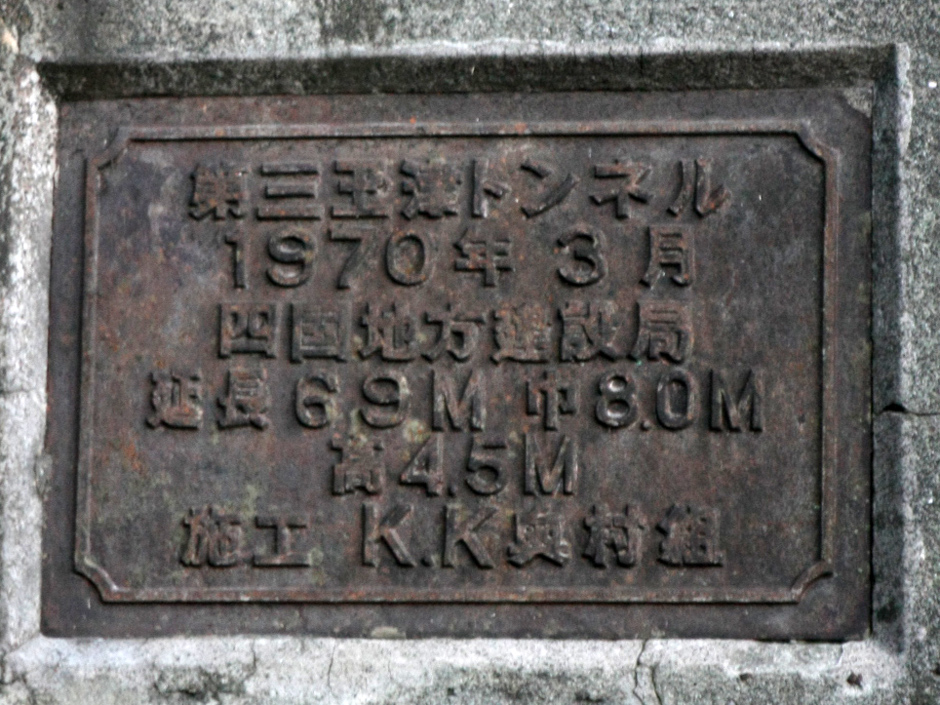 第三王津トンネル
1970年 3月
四国地方建設局
延長69M 巾8.0M
高4.5M
施工 K.K奥村組